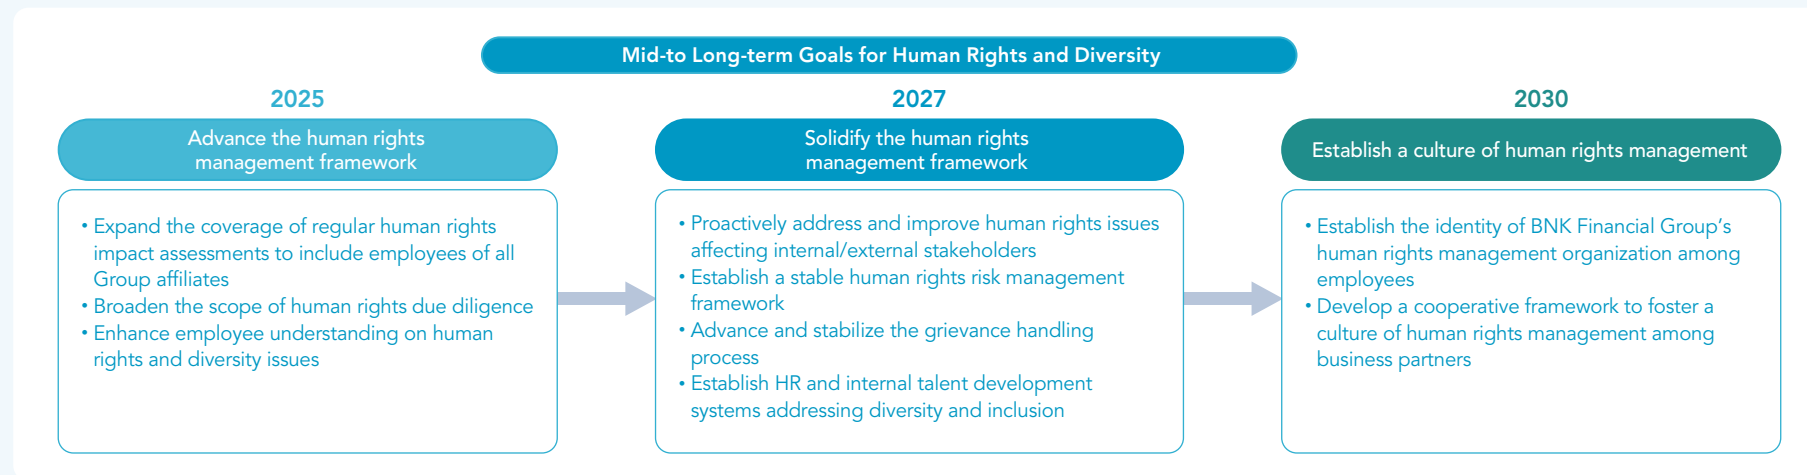 Mid-to Long-term Goals for Human Rights and Diversity
2025
Advance the human rights
management framework
• Expand the coverage of regular human rights
impact assessments to include employees of all
Group affiliates
• Broaden the scope of human rights due diligence
• Enhance employee understanding on human
rights and diversity issues
2027
Solidify the human rights
management framework
• Proactively address and improve human rights issues
affecting internal/external stakeholders
• Establish a stable human rights risk management
framework
• Advance and stabilize the grievance handling
process
• Establish HR and internal talent development
systems addressing diversity and inclusion
2030
Establish a culture of human rights management
• Establish the identity of BNK Financial Group's
human rights management organization among
employees
• Develop a cooperative framework to foster a
culture of human rights management among
business partners